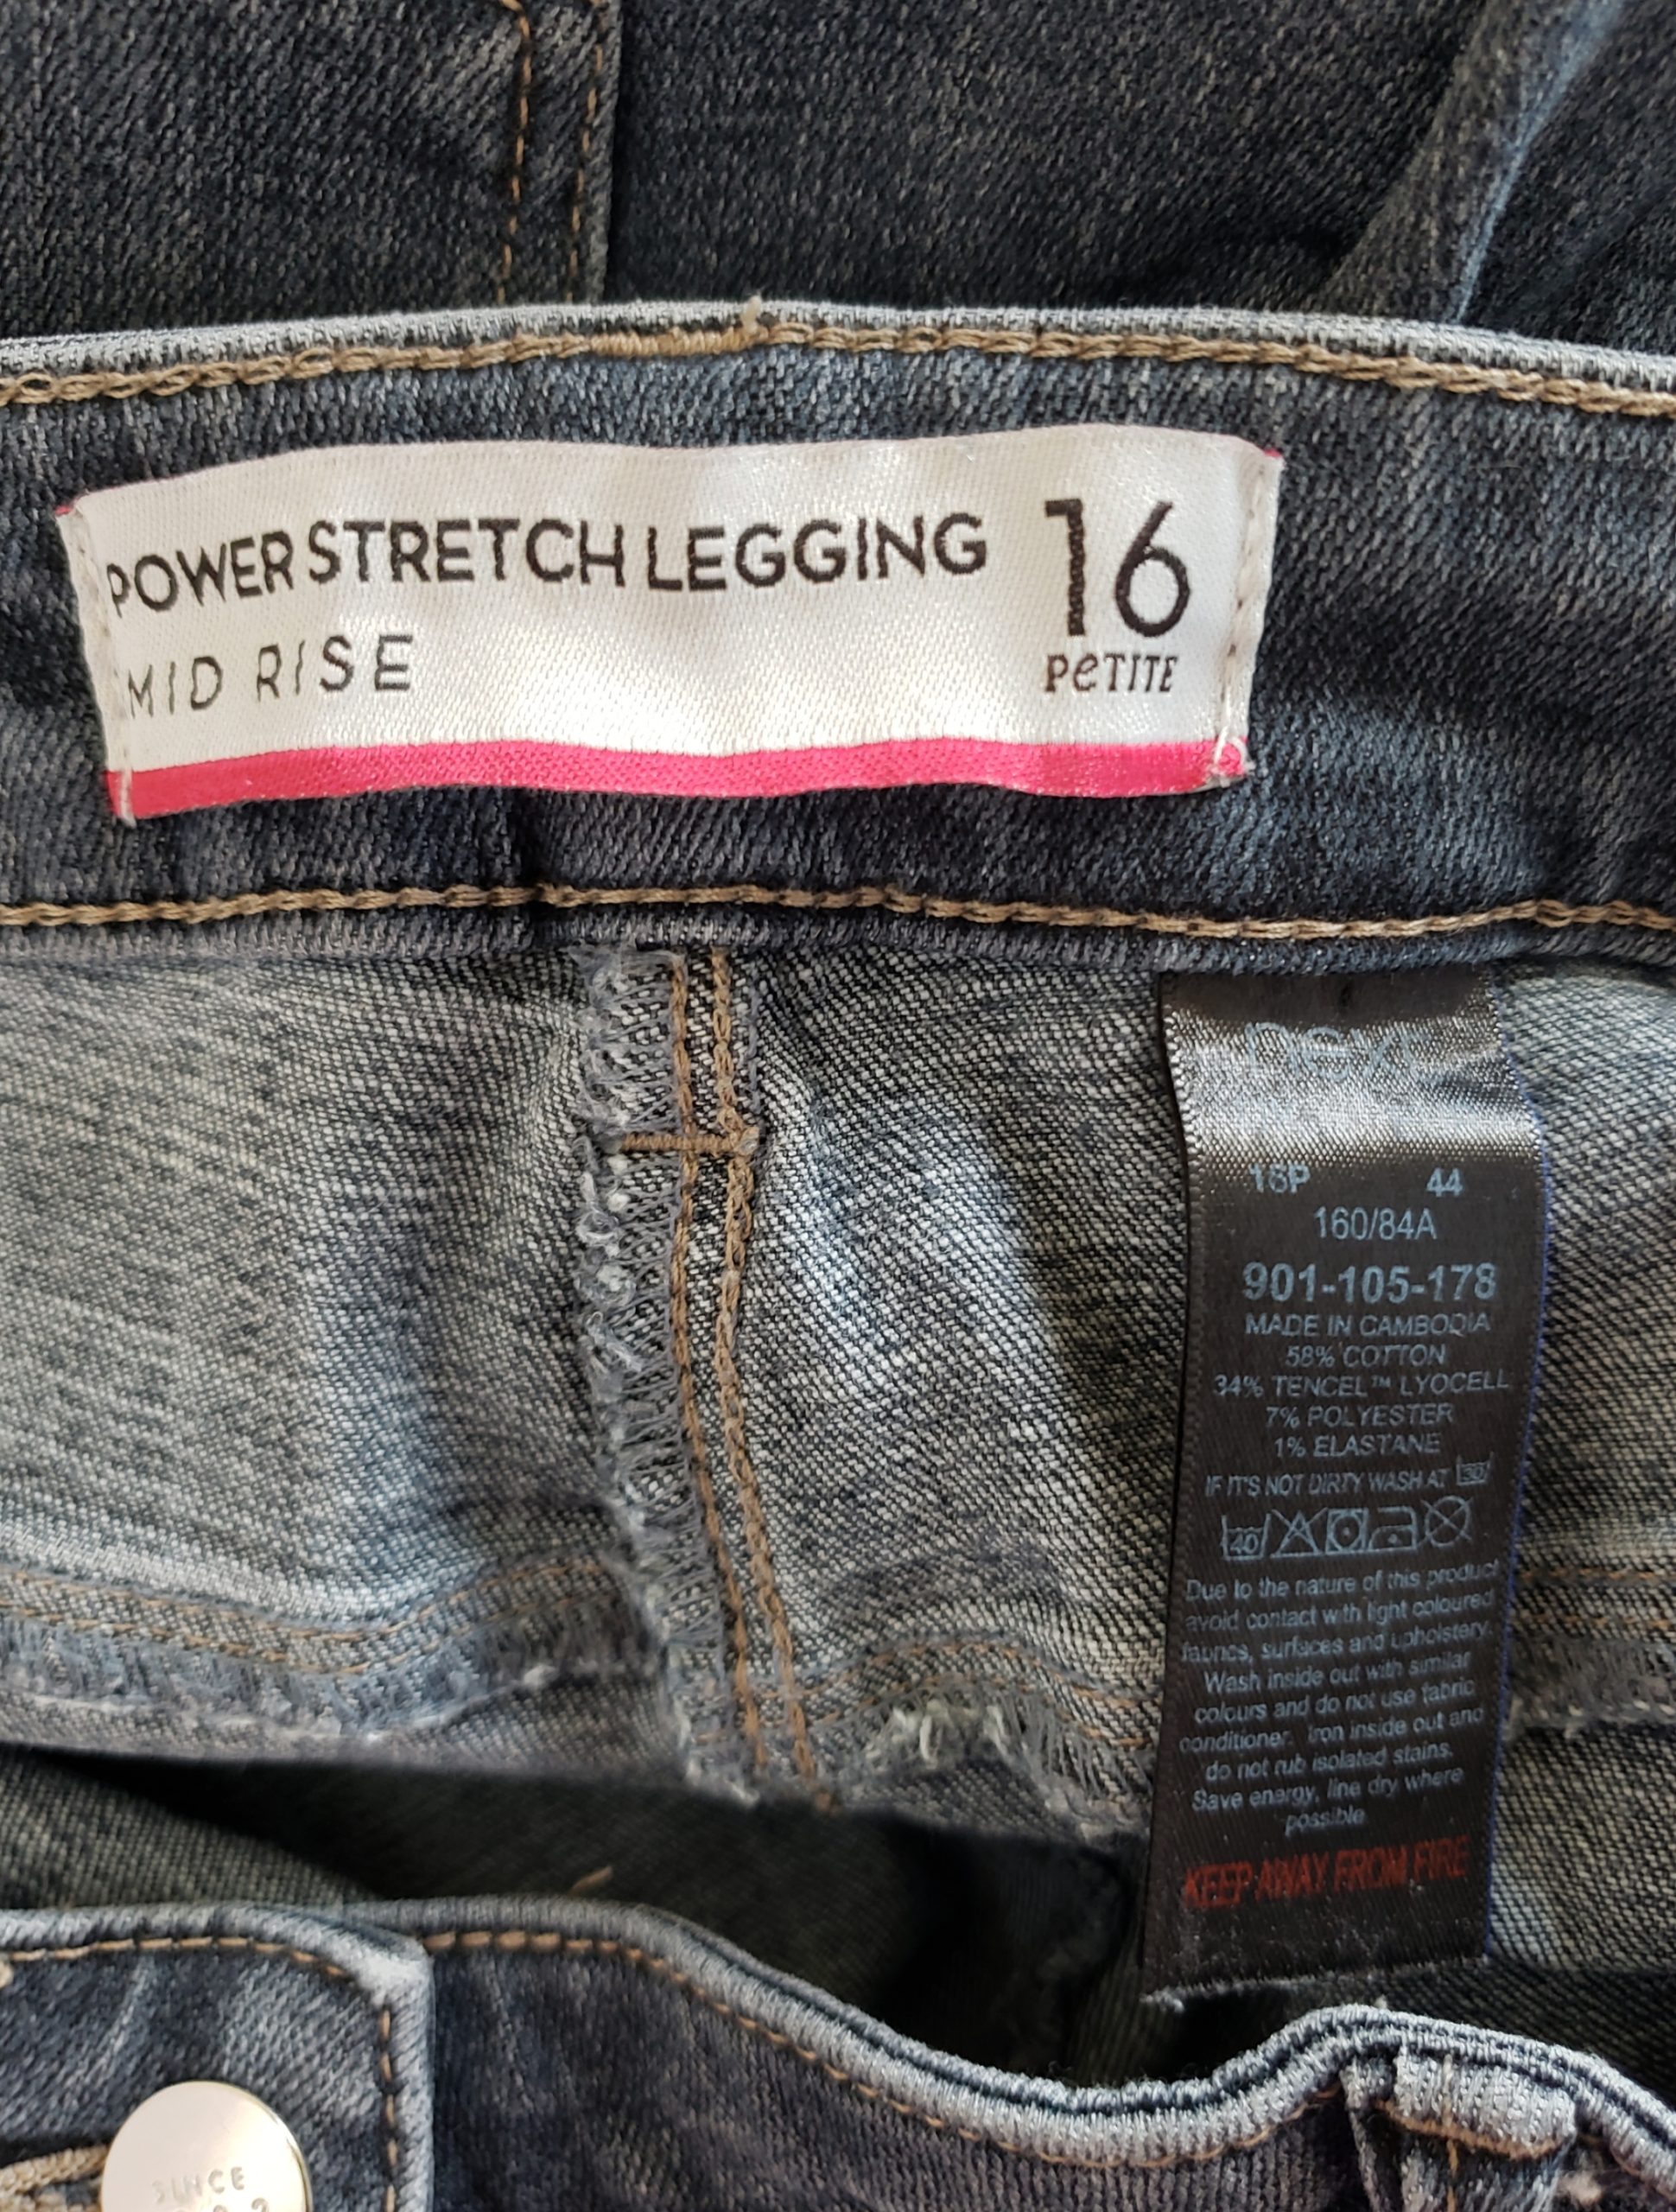 POWER STRETCH LEGGING 16
MID RISE PETITE
next
16P 44
160/84A
901-105-178
MADE IN CAMBODIA
58% COTTON
34% TENCEL™ LYOCELL
7% POLYESTER
1% ELASTANE
IF IT'S NOT DIRTY WASH AT 30
40
Due to the nature of this product
avoid contact with light coloured
fabrics, surfaces and upholstery.
Wash inside out with similar
colours and do not use fabric
conditioner. Iron inside out and
do not rub isolated stains.
Save energy, line dry where
possible
KEEP AWAY FROM FIRE
SINCE